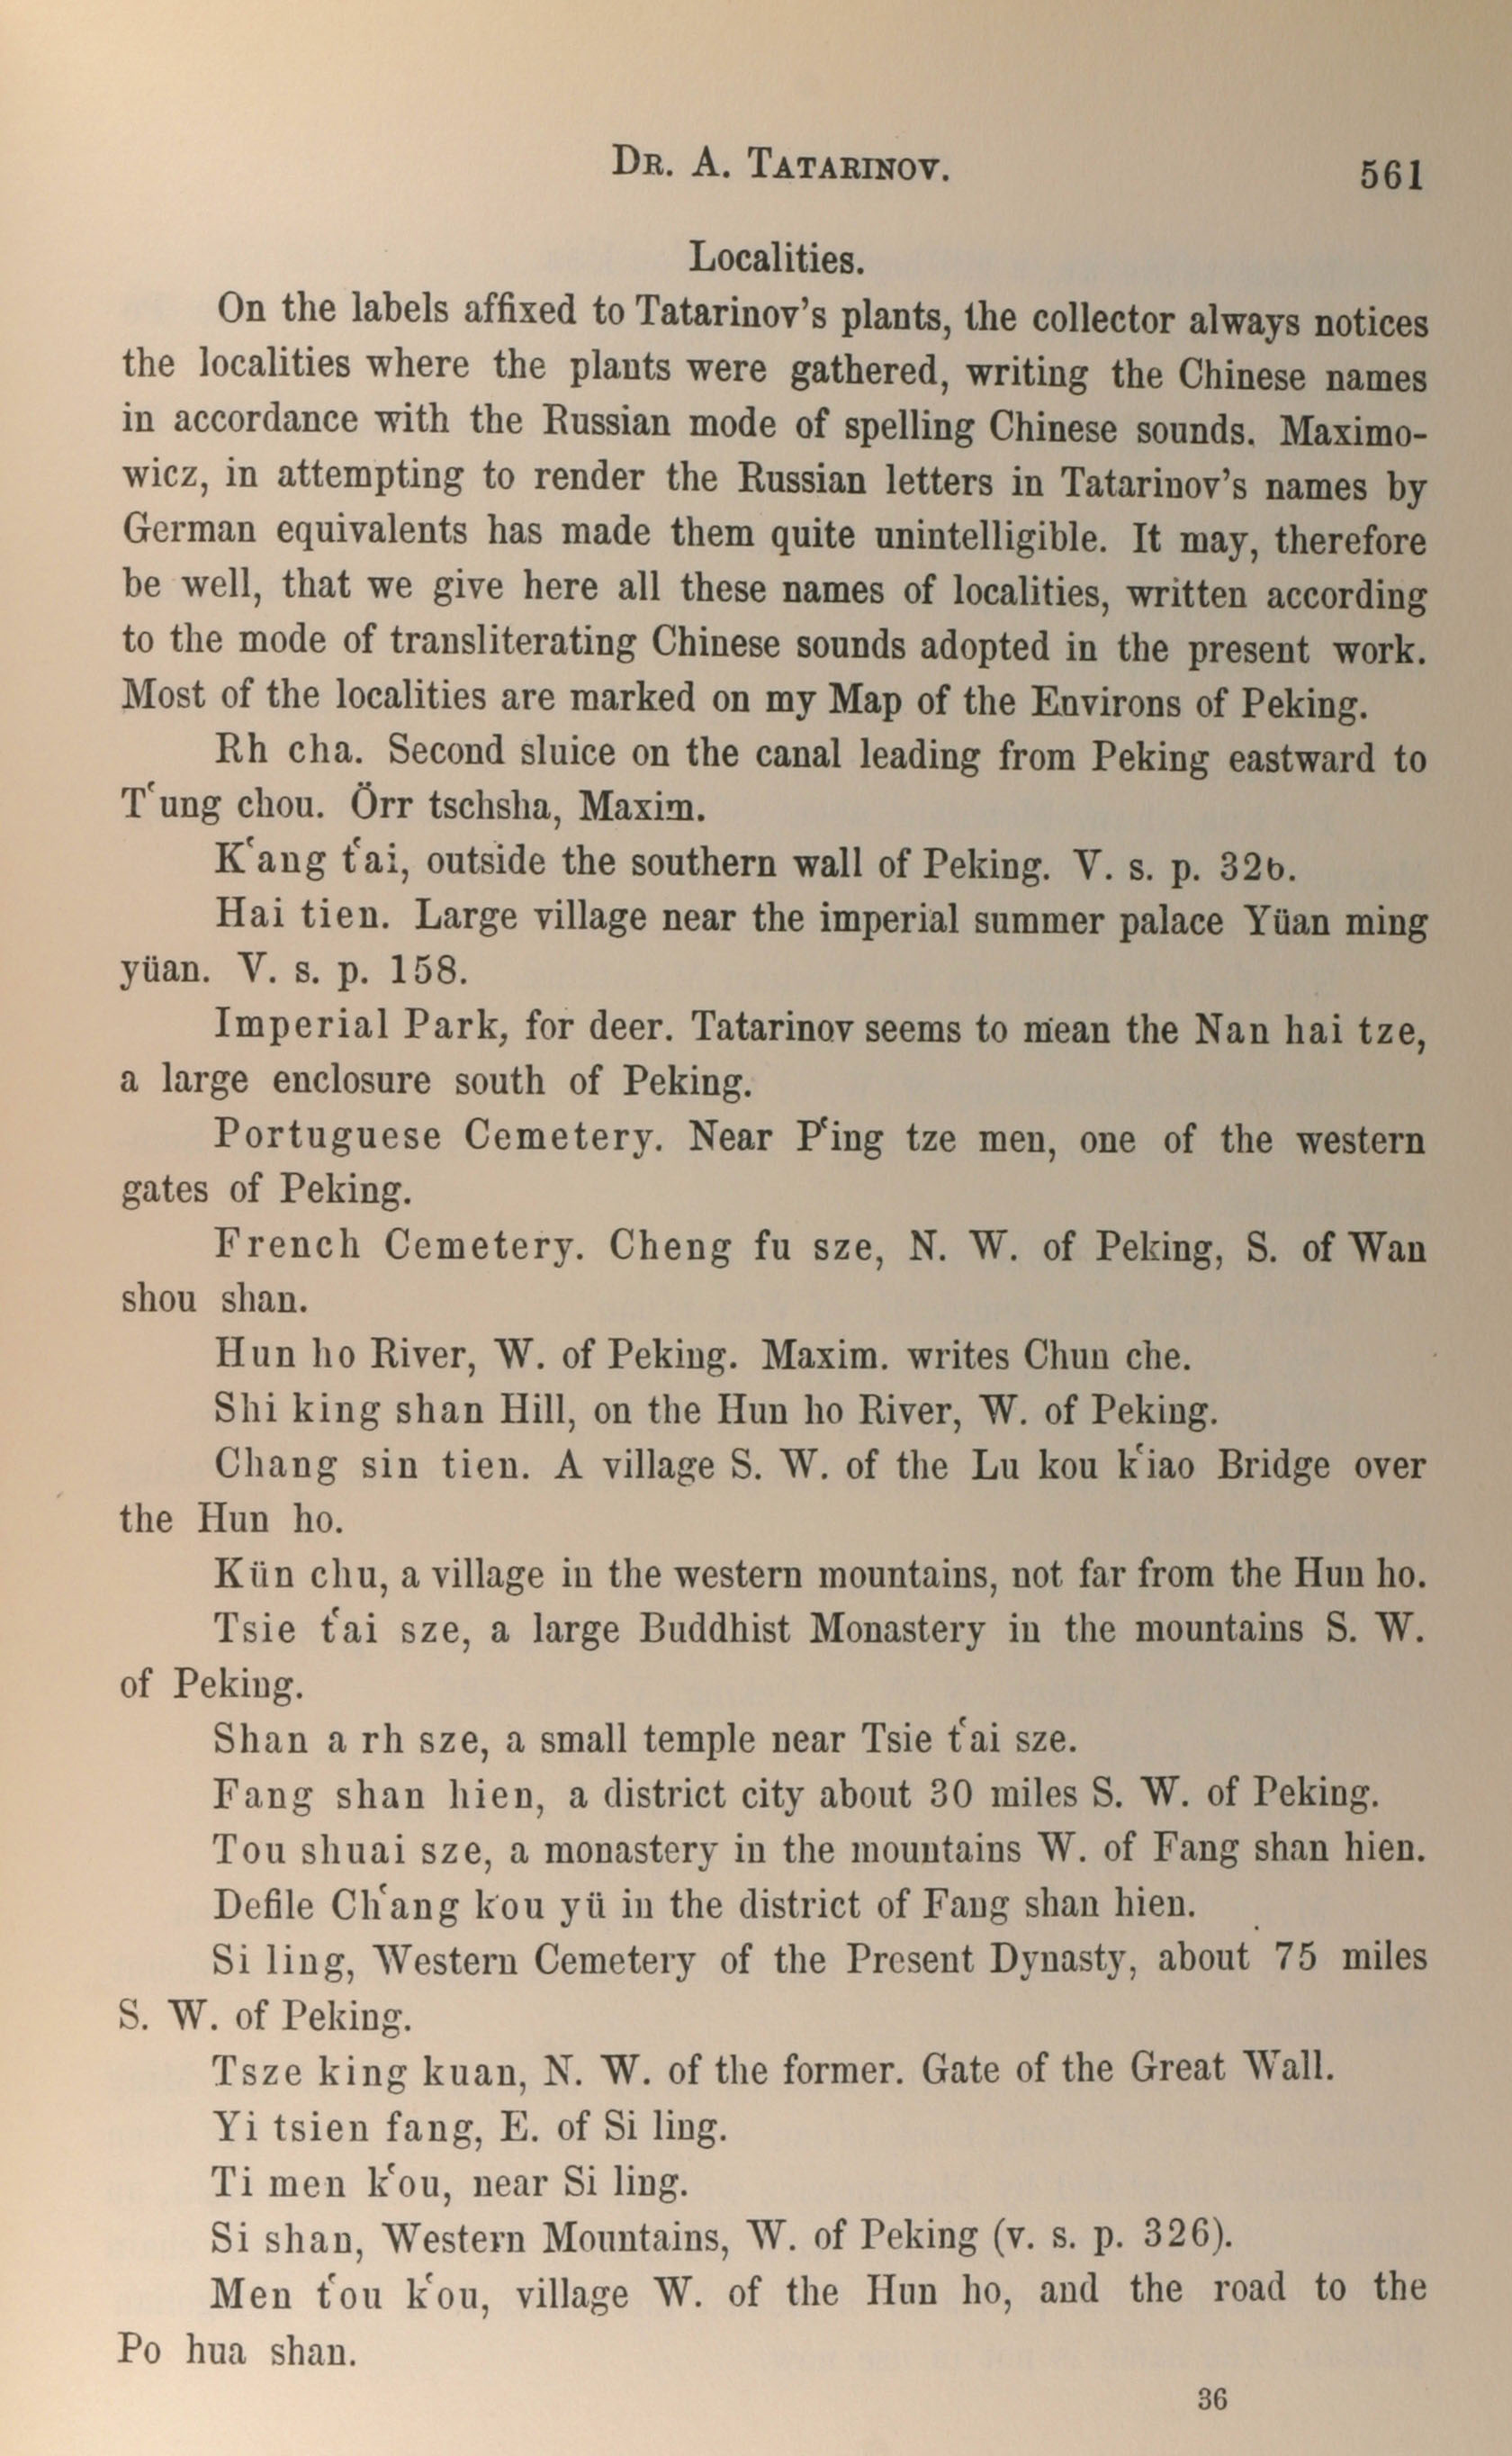 DR. A. TATARINOV. 561
Localities.
On the labels affixed to Tatarinov's plants, the collector always notices
the localities where the plants were gathered, writing the Chinese names
in accordance with the Russian mode of spelling Chinese sounds. Maximo-
wicz, in attempting to render the Russian letters in Tatarinov's names by
German equivalents has made them quite unintelligible. It may, therefore
be well, that we give here all these names of localities, written according
to the mode of transliterating Chinese sounds adopted in the present work.
Most of the localities are marked on my Map of the Environs of Peking.
Rh cha. Second sluice on the canal leading from Peking eastward to
T‘ung chou. Örr tschsha, Maxim.
K‘ang t‘ai, outside the southern wall of Peking. V. s. p. 326.
Hai tien. Large village near the imperial summer palace Yüan ming
yüan. V. s. p. 158.
Imperial Park, for deer. Tatarinov seems to mean the Nan hai tze,
a large enclosure south of Peking.
Portuguese Cemetery. Near P‘ing tze men, one of the western
gates of Peking.
French Cemetery. Cheng fu sze, N. W. of Peking, S. of Wan
shou shan.
Hun ho River, W. of Peking. Maxim. writes Chun che.
Shi king shan Hill, on the Hun ho River, W. of Peking.
Chang sin tien. A village S. W. of the Lu kou k‘iao Bridge over
the Hun ho.
Kün chu, a village in the western mountains, not far from the Hun ho.
Tsie t‘ai sze, a large Buddhist Monastery in the mountains S. W.
of Peking.
Shan a rh sze, a small temple near Tsie t‘ai sze.
Fang shan hien, a district city about 30 miles S. W. of Peking.
Tou shuai sze, a monastery in the mountains W. of Fang shan hien.
Defile Ch‘ang k‘ou yü in the district of Fang shan hien.
Si ling, Western Cemetery of the Present Dynasty, about 75 miles
S. W. of Peking.
Tsze king kuan, N. W. of the former. Gate of the Great Wall.
Yi tsien fang, E. of Si ling.
Ti men k‘ou, near Si ling.
Si shan, Western Mountains, W. of Peking (v. s. p. 326).
Men t‘ou k‘ou, village W. of the Hun ho, and the road to the
Po hua shan.
36